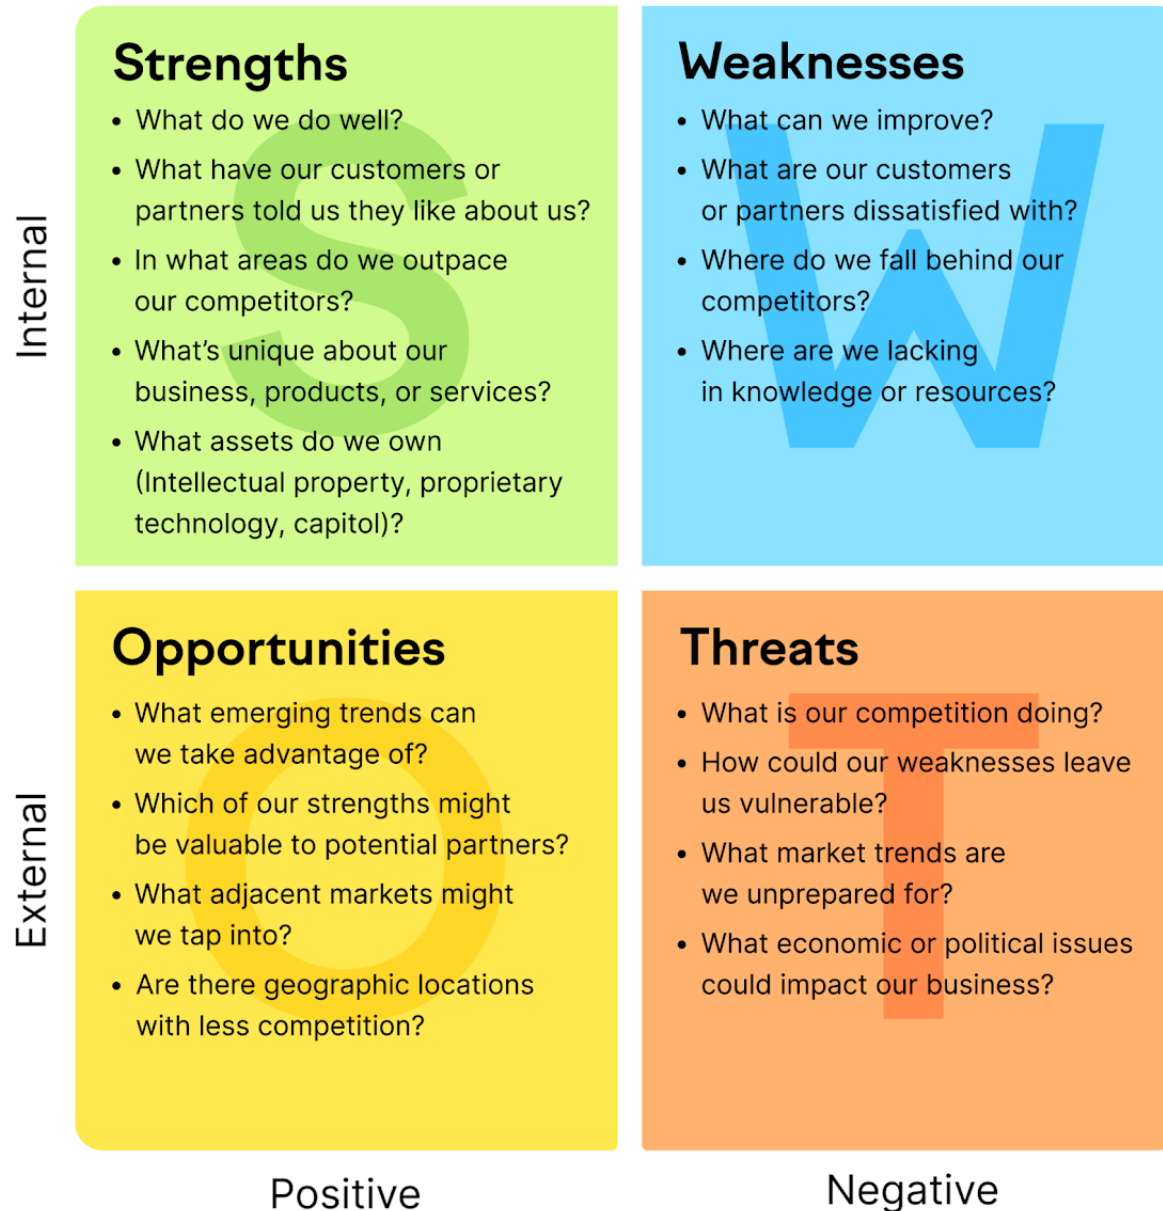 Internal
Strengths
• What do we do well?
• What have our customers or
partners told us they like about us?
• In what areas do we outpace
our competitors?
• What’s unique about our
business, products, or services?
• What assets do we own
(Intellectual property, proprietary
technology, capitol)?
S
Weaknesses
• What can we improve?
• What are our customers
or partners dissatisfied with?
• Where do we fall behind our
competitors?
• Where are we lacking
in knowledge or resources?
W
External
Opportunities
• What emerging trends can
we take advantage of?
• Which of our strengths might
be valuable to potential partners?
• What adjacent markets might
we tap into?
• Are there geographic locations
with less competition?
O
Threats
• What is our competition doing?
• How could our weaknesses leave
us vulnerable?
• What market trends are
we unprepared for?
• What economic or political issues
could impact our business?
T
Positive
Negative